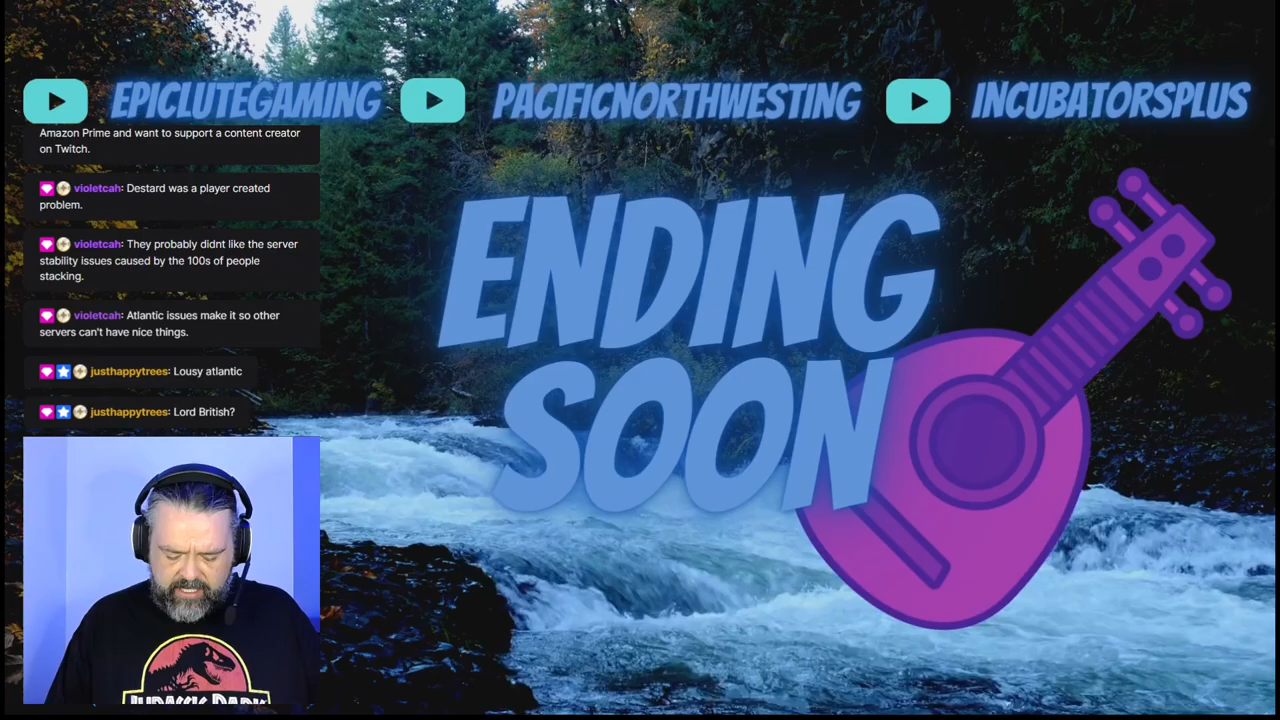 EPICLUTEGAMING PACIFICNORTHWESTING INCUBATORSPLUS
Amazon Prime and want to support a content creator
on Twitch.
violetcah: Destard was a player created
problem.
violetcah: They probably didnt like the server
stability issues caused by the 100s of people
stacking.
violetcah: Atlantic issues make it so other
servers can't have nice things.
justhappytrees: Lousy atlantic
justhappytrees: Lord British?
ENDING
SOON
JURASSIC PARK